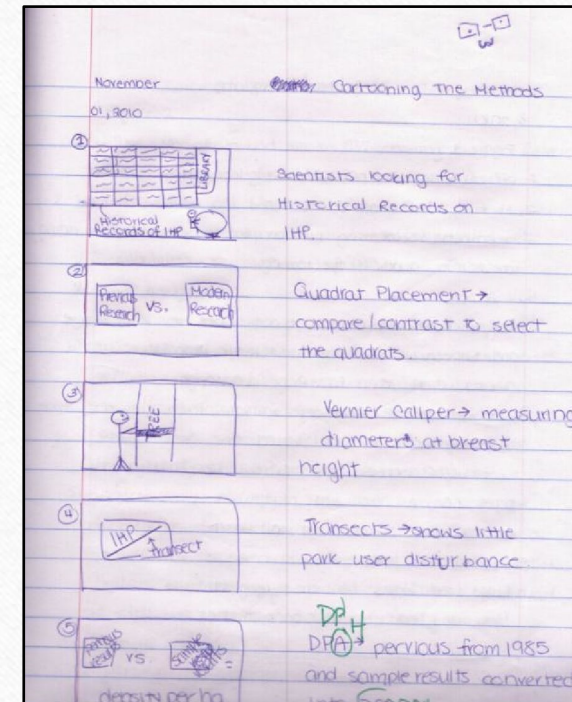 November
Cartooning The Methods
01, 2010
1
LIBRARY
Historical
Records of IHP
Scientists looking for
Historical Records on
IHP.
2
Previous
Research
VS.
Modern
Research
Quadrat Placement →
compare/contrast to select
the quadrats.
3
TREE
Vernier Caliper → measuring
diameters at breast
height
4
IHP
Transect
Transects → shows little
park user disturbance.
5
results
VS.
sample
=
density per ha
DPH
DPA → pervious from 1985
and sample results converted